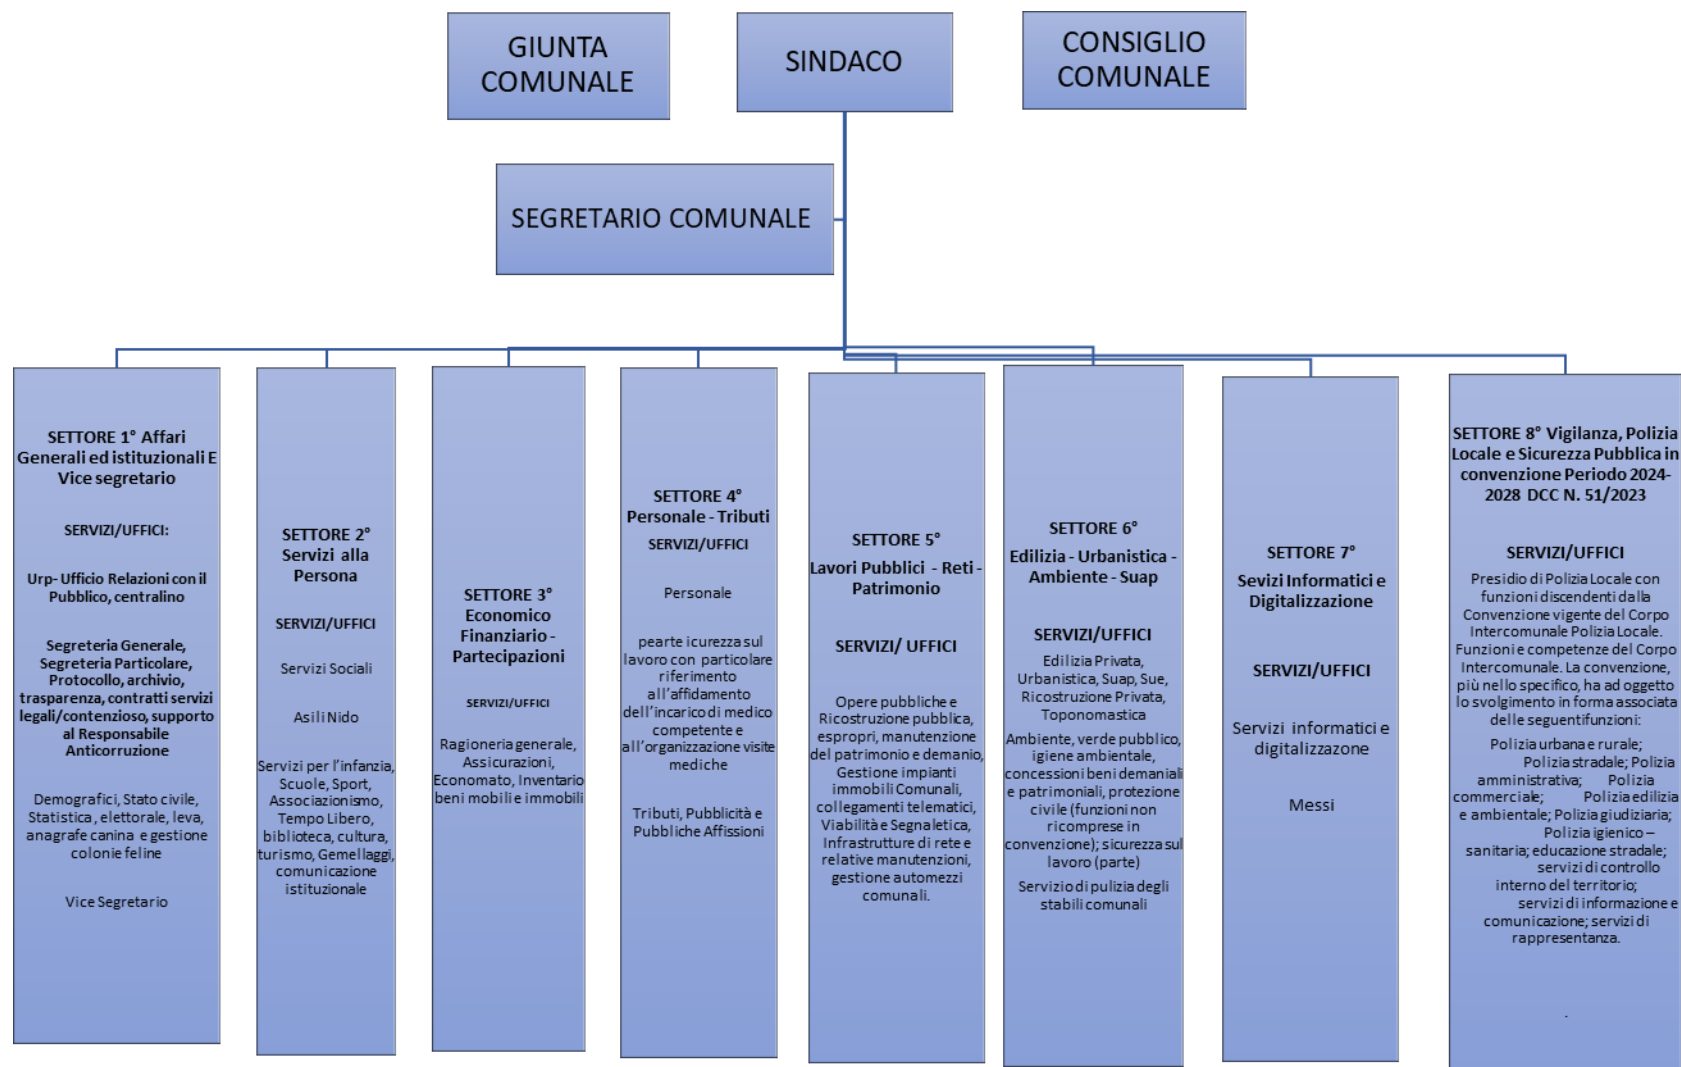 GIUNTA
COMUNALE
SINDACO
CONSIGLIO
COMUNALE
SEGRETARIO COMUNALE
SETTORE 1° Affari
Generali ed istituzionali E
Vice segretario
SERVIZI/UFFICI:
Urp- Ufficio Relazioni con il
Pubblico, centralino
Segreteria Generale,
Segreteria Particolare,
Protocollo, archivio,
trasparenza, contratti servizi
legali/contenzioso, supporto
al Responsabile
Anticorruzione
Demografici, Stato civile,
Statistica, elettorale, leva,
anagrafe canina e gestione
colonie feline
Vice Segretario
SETTORE 2°
Servizi alla
Persona
SERVIZI/UFFICI
Servizi Sociali
Asili Nido
Servizi per l'infanzia,
Scuole, Sport,
Associazionismo,
Tempo Libero,
biblioteca, cultura,
turismo, Gemellaggi,
comunicazione
istituzionale
SETTORE 3°
Economico
Finanziario -
Partecipazioni
SERVIZI/UFFICI
Ragioneria generale,
Assicurazioni,
Economato, Inventario
beni mobili e immobili
SETTORE 4°
Personale - Tributi
SERVIZI/UFFICI
Personale
pearte icurezza sul
lavoro con particolare
riferimento
all'affidamento
dell'incarico di medico
competente e
all'organizzazione visite
mediche
Tributi, Pubblicità e
Pubbliche Affissioni
SETTORE 5°
Lavori Pubblici - Reti -
Patrimonio
SERVIZI/ UFFICI
Opere pubbliche e
Ricostruzione pubblica,
espropri, manutenzione
del patrimonio e demanio,
Gestione impianti
immobili Comunali,
collegamenti telematici,
Viabilità e Segnaletica,
Infrastrutture di rete e
relative manutenzioni,
gestione automezzi
comunali.
SETTORE 6°
Edilizia - Urbanistica -
Ambiente - Suap
SERVIZI/UFFICI
Edilizia Privata,
Urbanistica, Suap, Sue,
Ricostruzione Privata,
Toponomastica
Ambiente, verde pubblico,
igiene ambientale,
concessioni beni demaniali
e patrimoniali, protezione
civile (funzioni non
ricomprese in
convenzione); sicurezza sul
lavoro (parte)
Servizio di pulizia degli
stabili comunali
SETTORE 7°
Sevizi Informatici e
Digitalizzazione
SERVIZI/UFFICI
Servizi informatici e
digitalizzazone
Messi
SETTORE 8° Vigilanza, Polizia
Locale e Sicurezza Pubblica in
convenzione Periodo 2024-
2028 DCC N. 51/2023
SERVIZI/UFFICI
Presidio di Polizia Locale con
funzioni discendenti dalla
Convenzione vigente del Corpo
Intercomunale Polizia Locale.
Funzioni e competenze del Corpo
Intercomunale. La convenzione,
più nello specifico, ha ad oggetto
lo svolgimento in forma associata
delle seguentifunzioni:
Polizia urbana e rurale;
Polizia stradale; Polizia
amministrativa; Polizia
commerciale; Polizia edilizia
e ambientale; Polizia giudiziaria;
Polizia igienico –
sanitaria; educazione stradale;
servizi di controllo
interno del territorio;
servizi di informazione e
comunicazione; servizi di
rappresentanza.
.